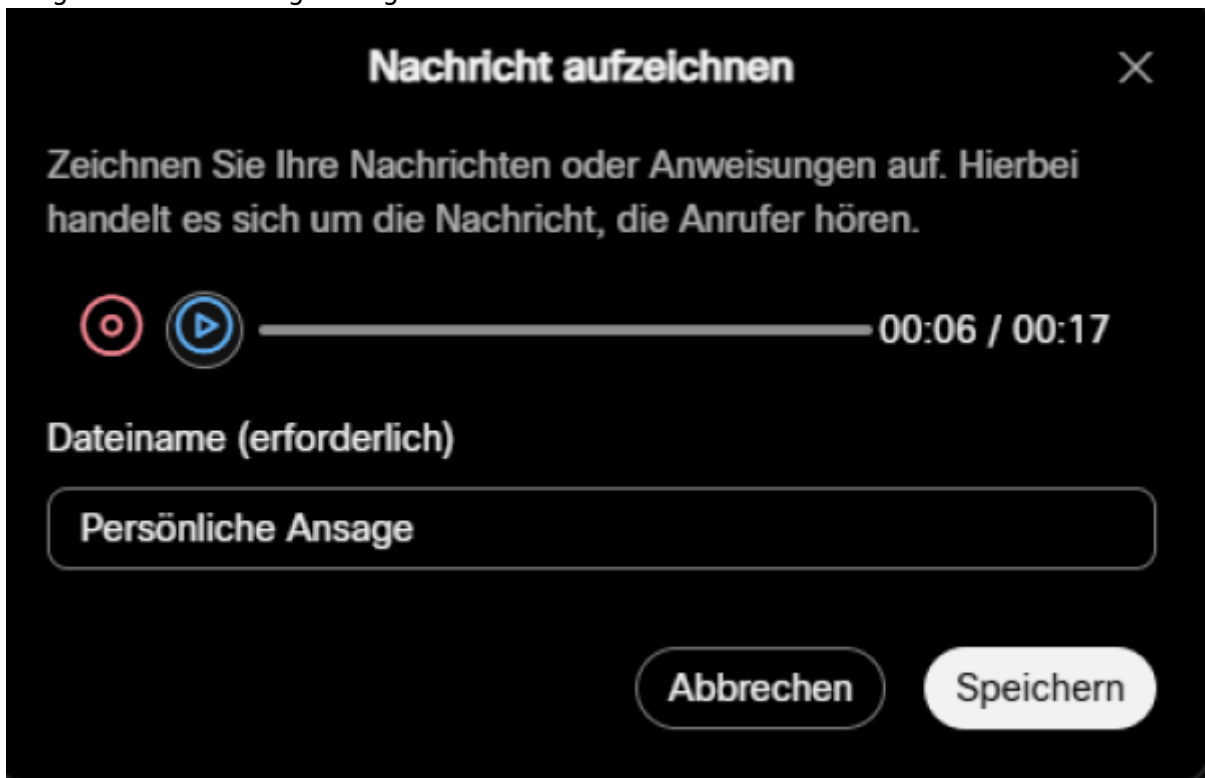 Nachricht aufzeichnen
Zeichnen Sie Ihre Nachrichten oder Anweisungen auf. Hierbei
handelt es sich um die Nachricht, die Anrufer hören.
00:06 / 00:17
Dateiname (erforderlich)
Persönliche Ansage
Abbrechen
Speichern